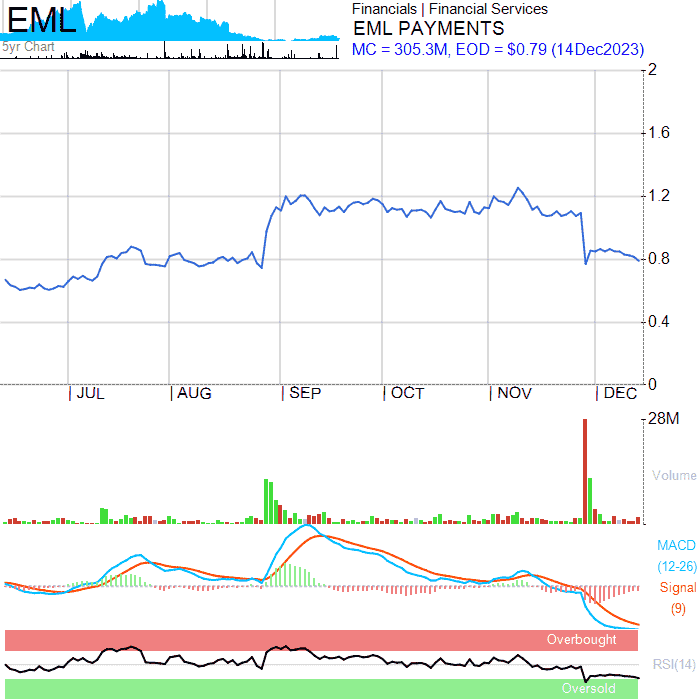 EML
5yr Chart
Financials | Financial Services
EML PAYMENTS
MC = 305.3M, EOD = $0.79 (14Dec2023)
2
1.6
1.2
0.8
0.4
0
| JUL | AUG | SEP | OCT | NOV | DEC
28M
Volume
MACD
(12-26)
Signal
(9)
Overbought
RSI(14)
Oversold